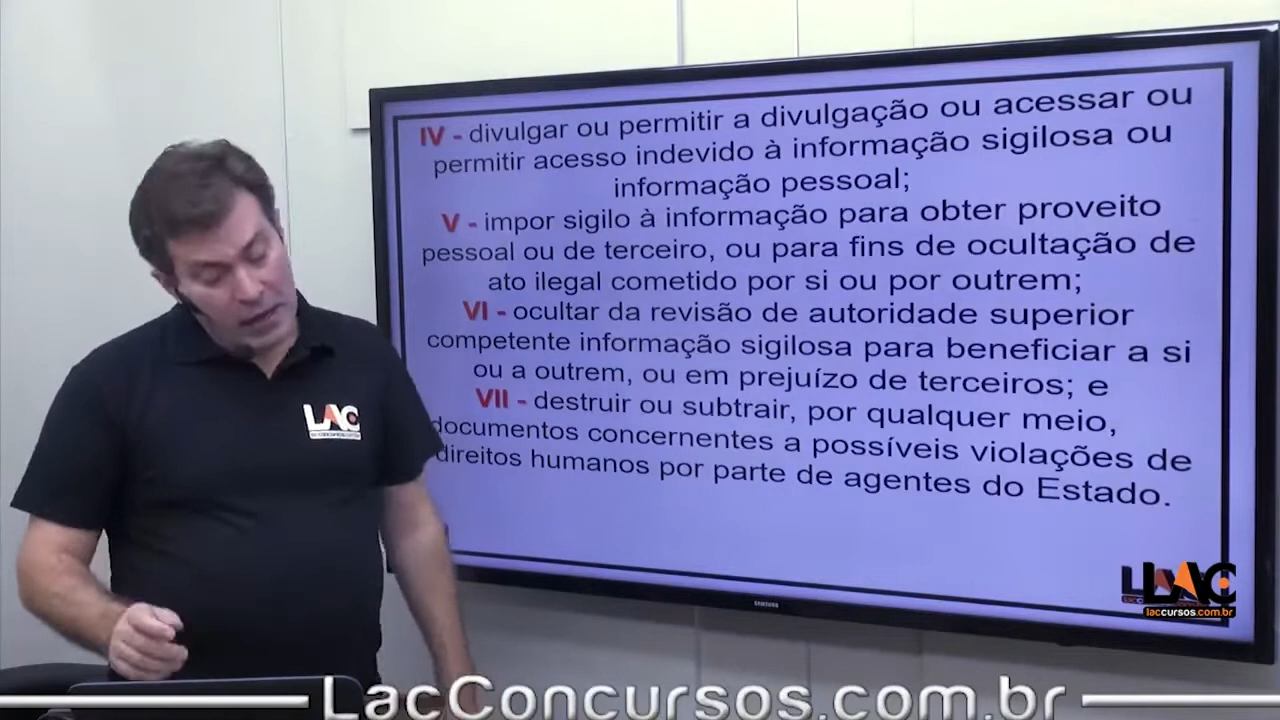 IV - divulgar ou permitir a divulgação ou acessar ou
permitir acesso indevido à informação sigilosa ou
informação pessoal;
V - impor sigilo à informação para obter proveito
pessoal ou de terceiro, ou para fins de ocultação de
ato ilegal cometido por si ou por outrem;
VI - ocultar da revisão de autoridade superior
competente informação sigilosa para beneficiar a si
ou a outrem, ou em prejuízo de terceiros; e
VII - destruir ou subtrair, por qualquer meio,
documentos concernentes a possíveis violações de
direitos humanos por parte de agentes do Estado.
LAC
SAMSUNG
LAC
laccursos.com.br
LacConcursos.com.br